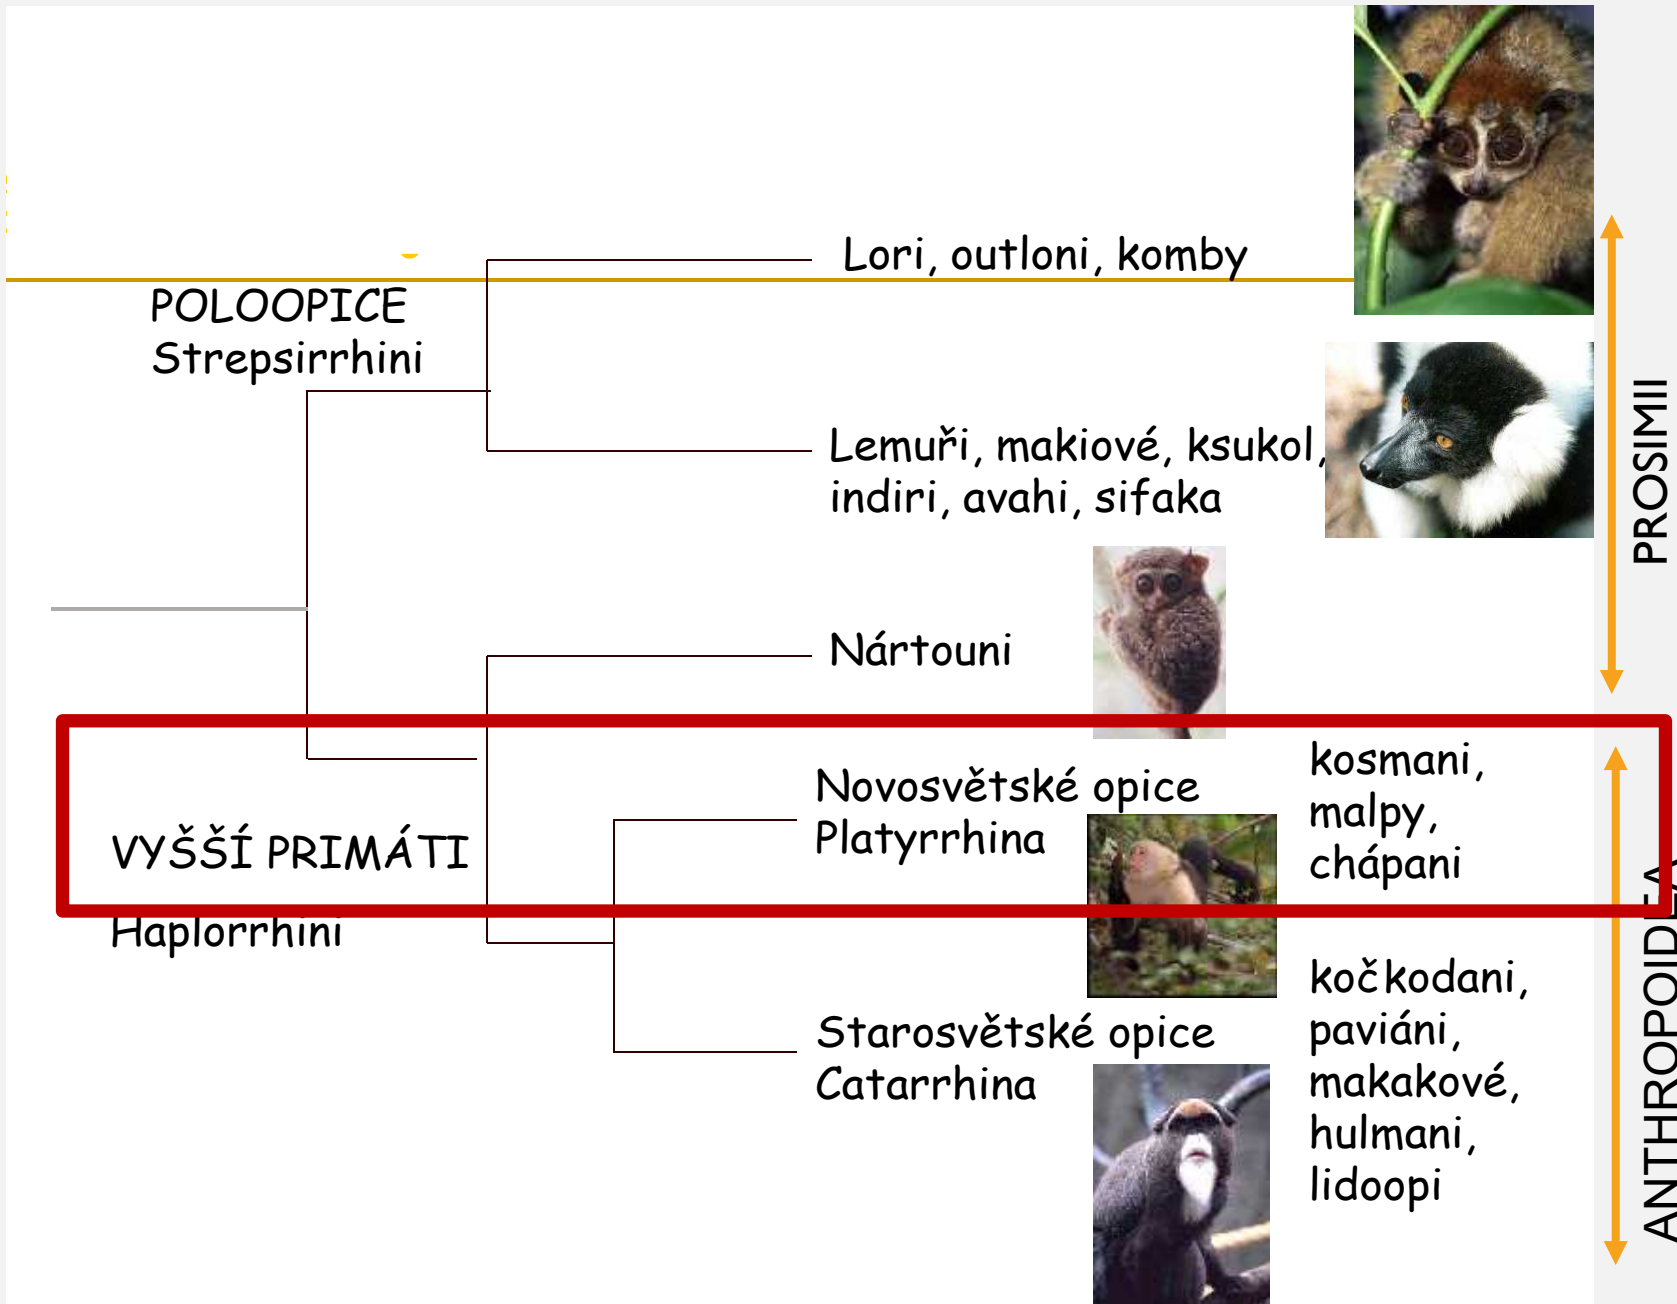 Lori, outloni, komby
POLOOPICE
Strepsirrhini
Lemuři, makiové, ksukol,
indiri, avahi, sifaka
PROSIMII
Nártouni
Novosvětské opice
Platyrrhina
kosmani,
malpy,
chápani
VYŠŠÍ PRIMÁTI
Haplorrhini
Starosvětské opice
Catarrhina
kočkodani,
paviáni,
makakové,
hulmani,
lidoopi
ANTHROPOIDEA